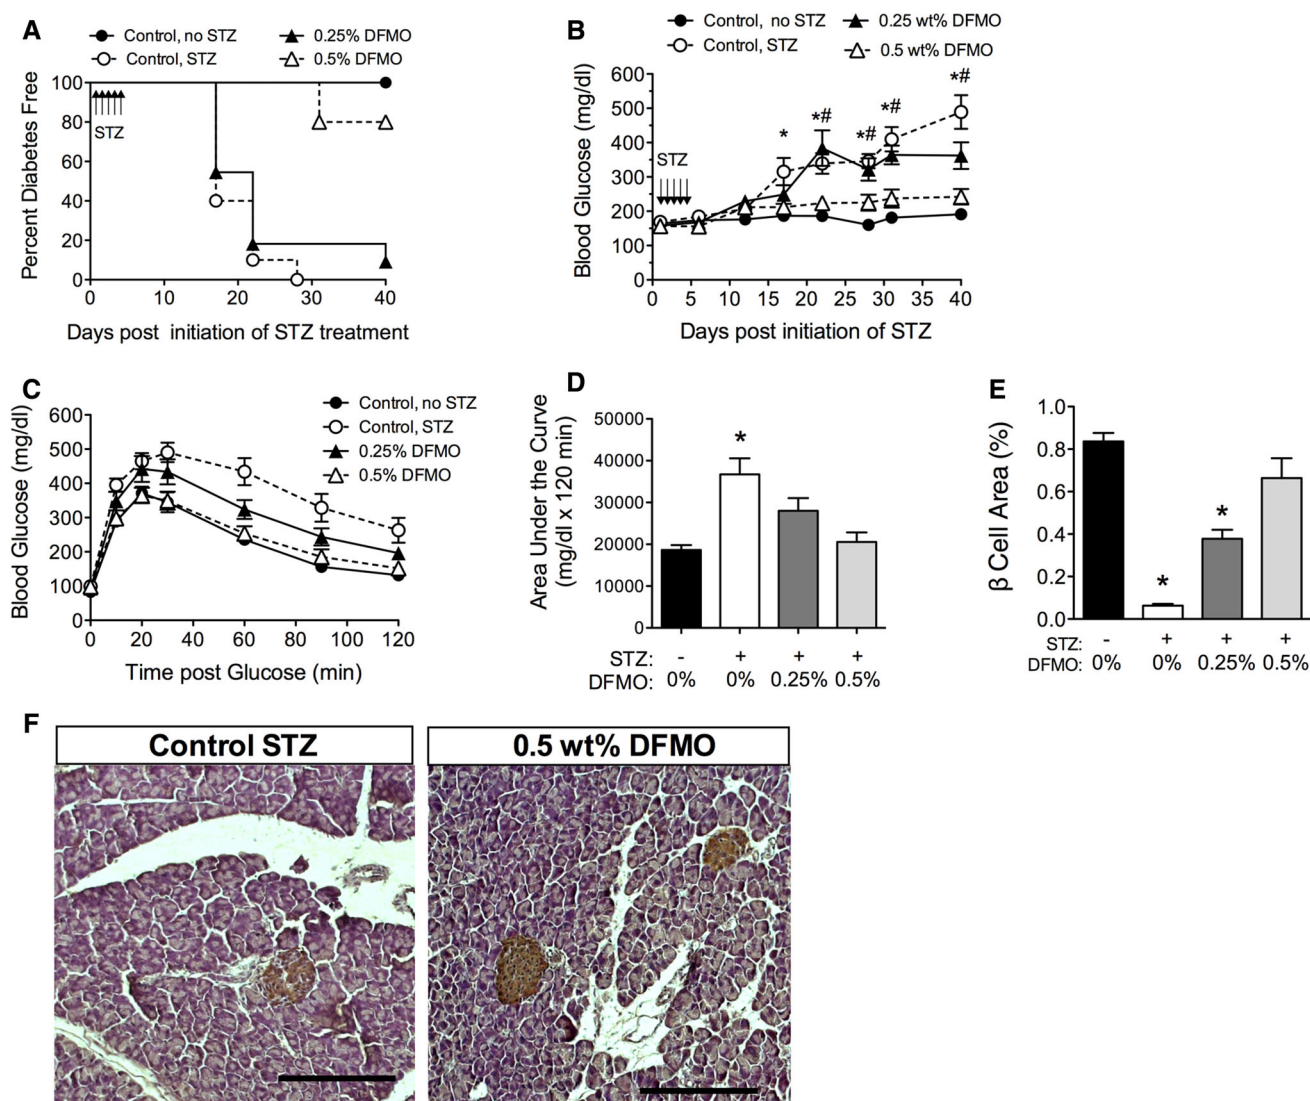 A
Control, no STZ
0.25% DFMO
Control, STZ
0.5% DFMO
Percent Diabetes Free
100
80
60
40
20
0
STZ
0 10 20 30 40
Days post initiation of STZ treatment
B
Control, no STZ
0.25 wt% DFMO
Control, STZ
0.5 wt% DFMO
Blood Glucose (mg/dl)
600
500
400
300
200
100
0
STZ
* *# *# *# *#
0 5 10 15 20 25 30 35 40
Days post initiation of STZ
C
Control, no STZ
Control, STZ
0.25% DFMO
0.5% DFMO
Blood Glucose (mg/dl)
600
500
400
300
200
100
0
0 20 40 60 80 100 120
Time post Glucose (min)
D
Area Under the Curve
(mg/dl x 120 min)
50000
40000
30000
20000
10000
0
*
STZ: - + + +
DFMO: 0% 0% 0.25% 0.5%
E
β Cell Area (%)
1.0
0.8
0.6
0.4
0.2
0.0
* *
STZ: - + + +
DFMO: 0% 0% 0.25% 0.5%
F
Control STZ
0.5 wt% DFMO